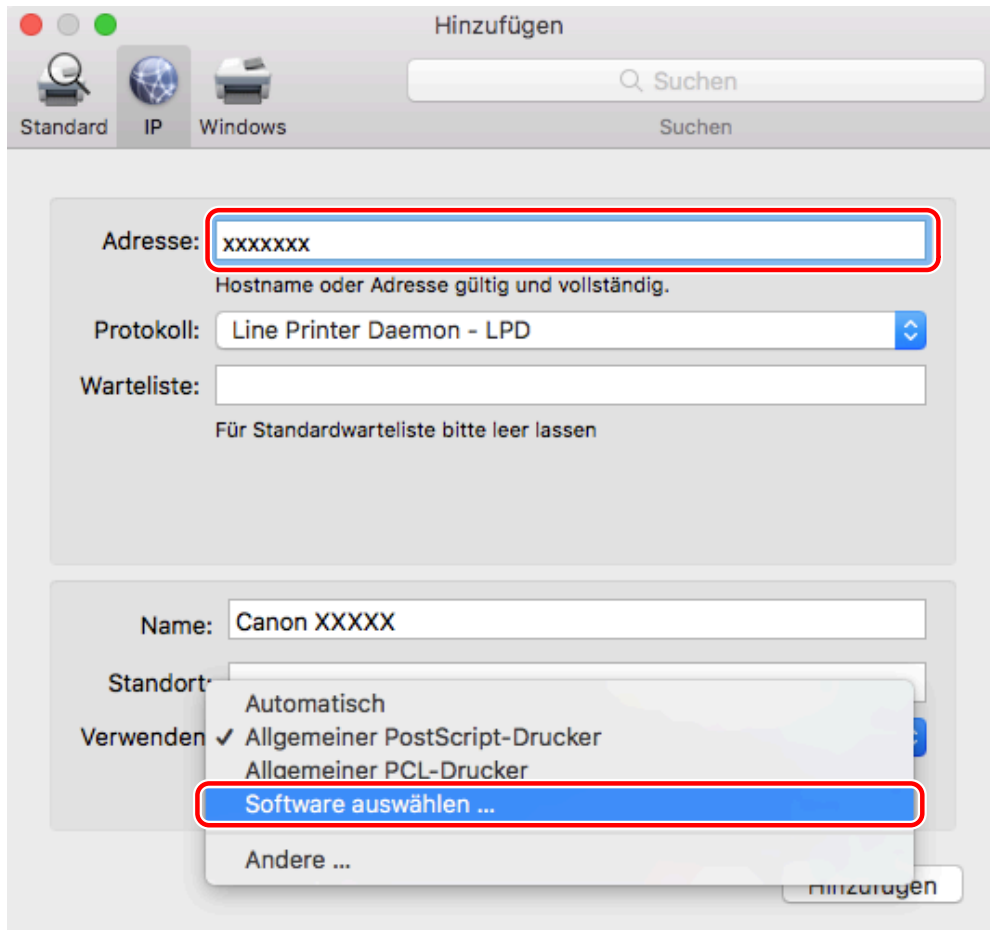 Hinzufügen
Suchen
Standard IP Windows Suchen
Adresse: xxxxxxx
Hostname oder Adresse gültig und vollständig.
Protokoll: Line Printer Daemon - LPD
Warteliste:
Für Standardwarteliste bitte leer lassen
Name: Canon XXXXX
Standort:
Automatisch
Verwenden ✓ Allgemeiner PostScript-Drucker
Allgemeiner PCL-Drucker
Software auswählen ...
Andere ...
Hinzufügen